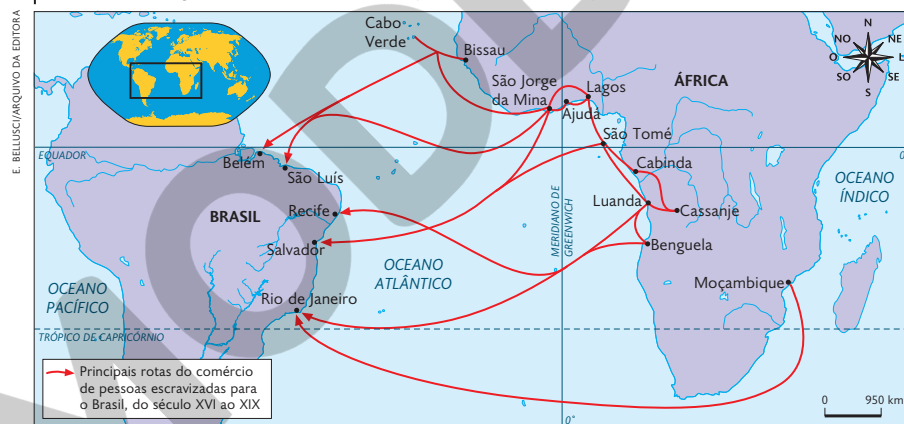 E. BELLUSCI/ARQUIVO DA EDITORA
Cabo
Verde
Bissau
São Jorge
da Mina
Lagos
Ajudá
ÁFRICA
São Tomé
Cabinda
Luanda
Cassanje
Benguela
Moçambique
EQUADOR
0
Belém
São Luís
BRASIL
Recife
Salvador
Rio de Janeiro
OCEANO
PACÍFICO
OCEANO
ATLÂNTICO
OCEANO
ÍNDICO
MERIDIANO DE
GREENWICH
TRÓPICO DE CAPRICÓRNIO
0°
N
NO
NE
O
SO
SE
S
Principais rotas do comércio
de pessoas escravizadas para
o Brasil, do século XVI ao XIX
0 950 km